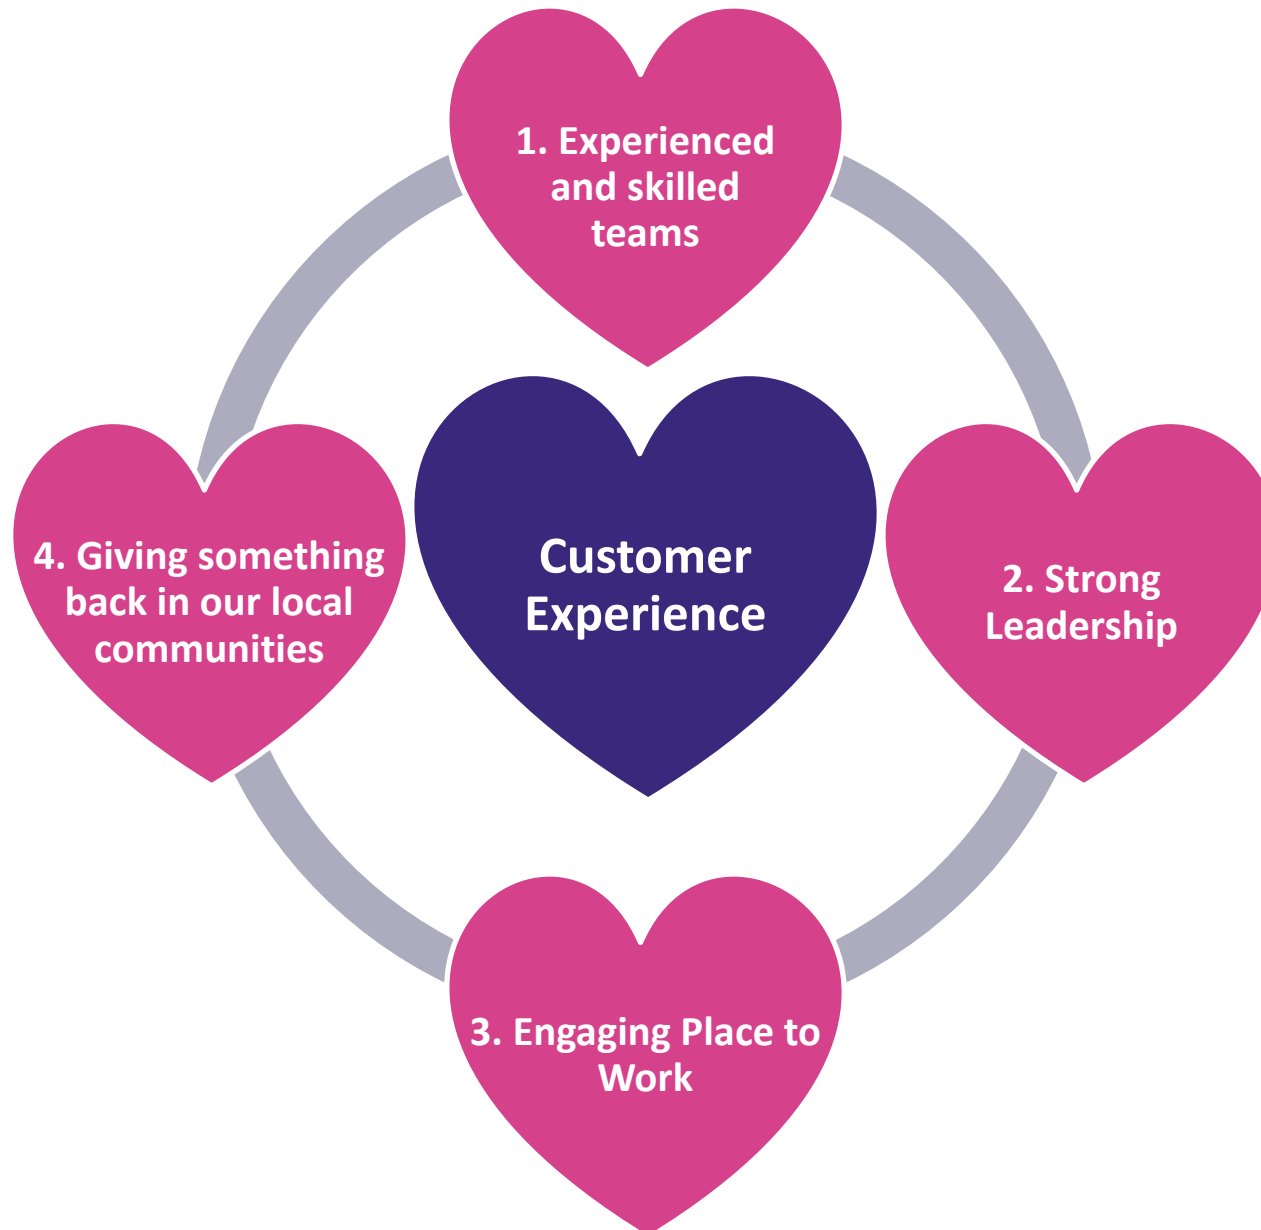 1. Experienced
and skilled
teams
Customer
Experience
2. Strong
Leadership
3. Engaging Place to
Work
4. Giving something
back in our local
communities